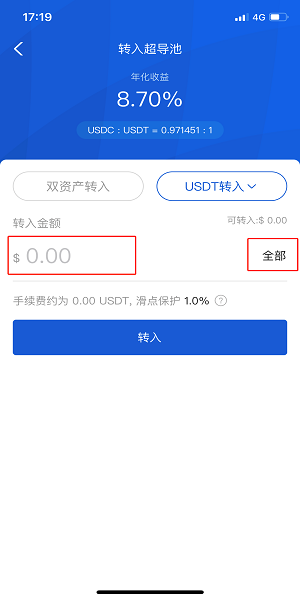 17:19
4G
转入超导池
年化收益
8.70%
USDC : USDT = 0.971451 : 1
双资产转入
USDT转入
转入金额
可转入:$ 0.00
$ 0.00
全部
手续费约为 0.00 USDT, 滑点保护 1.0% ?
转入